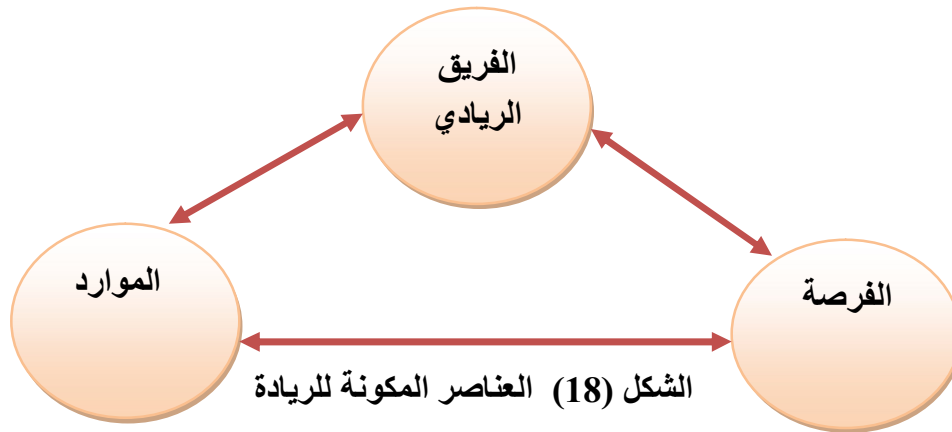 الفريق
الريادي
الموارد
الفرصة
الشكل (18) العناصر المكونة للريادة